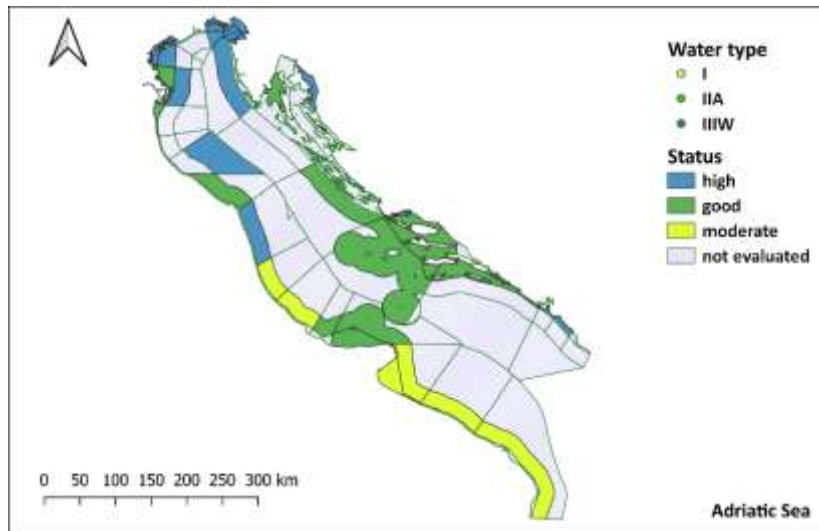 Water type
I
IIA
IIIW
Status
high
good
moderate
not evaluated
0 50 100 150 200 250 300 km
Adriatic Sea